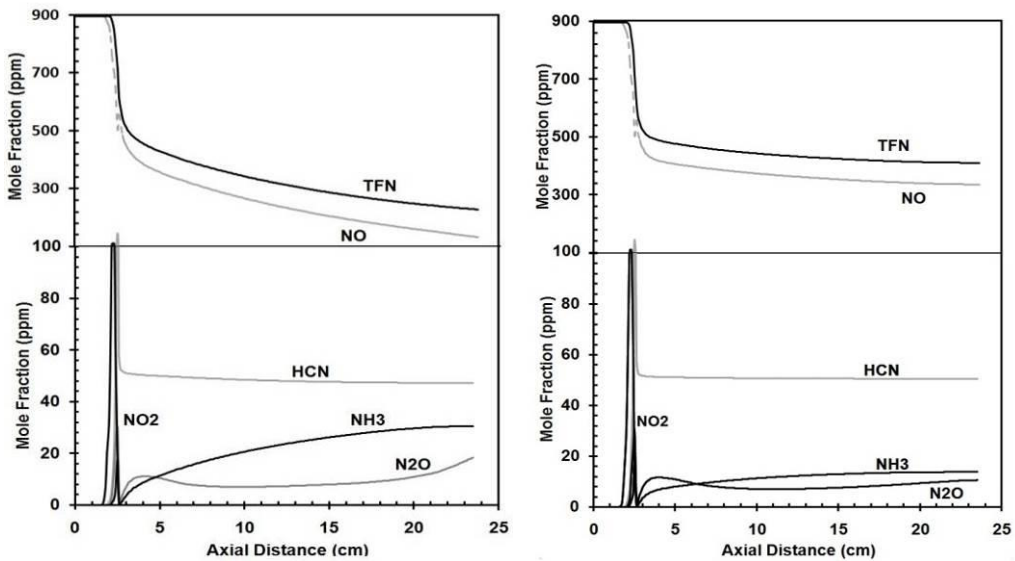 900
700
500
300
100
80
60
40
20
0
Mole Fraction (ppm)
Mole Fraction (ppm)
TFN
NO
HCN
NO2
NH3
N2O
0 5 10 15 20 25
Axial Distance (cm)
900
700
500
300
100
80
60
40
20
0
Mole Fraction (ppm)
Mole Fraction (ppm)
TFN
NO
HCN
NO2
NH3
N2O
0 5 10 15 20 25
Axial Distance (cm)